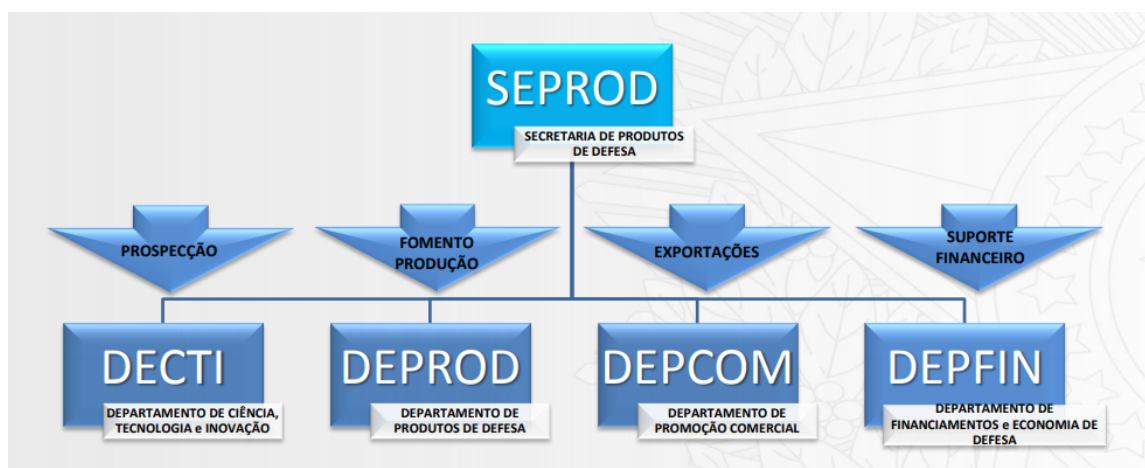 SEPROD
SECRETARIA DE PRODUTOS
DE DEFESA
PROSPECÇÃO
FOMENTO
PRODUÇÃO
EXPORTAÇÕES
SUPORTE
FINANCEIRO
DECTI
DEPARTAMENTO DE CIÊNCIA,
TECNOLOGIA e INOVAÇÃO
DEPROD
DEPARTAMENTO DE
PRODUTOS DE DEFESA
DEPCOM
DEPARTAMENTO DE
PROMOÇÃO COMERCIAL
DEPFIN
DEPARTAMENTO DE
FINANCIAMENTOS e ECONOMIA DE
DEFESA